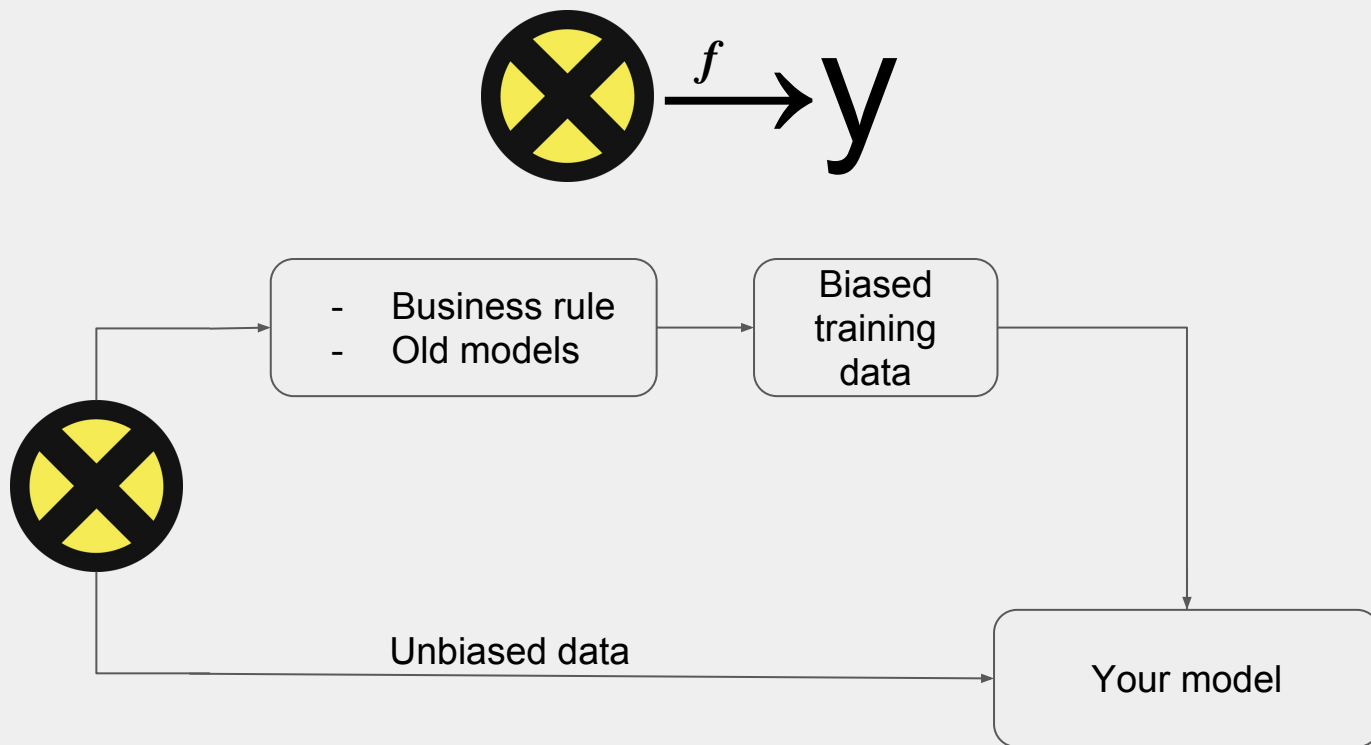 f
y
- Business rule
- Old models
Biased
training
data
Unbiased data
Your model